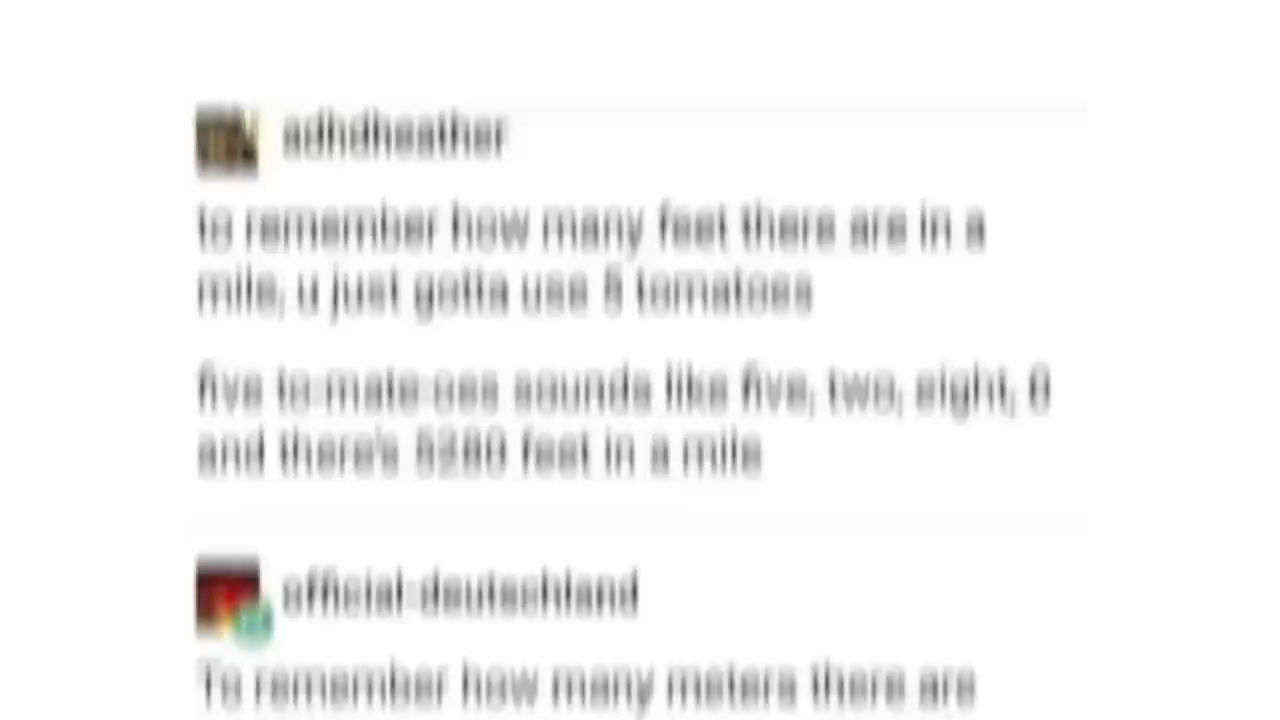 adhdheather
to remember how many feet there are in a
mile, u just gotta use 5 tomatoes
five to-mate-oes sounds like five, two, eight, 0
and there's 5280 feet in a mile
official-deutschland
To remember how many meters there are